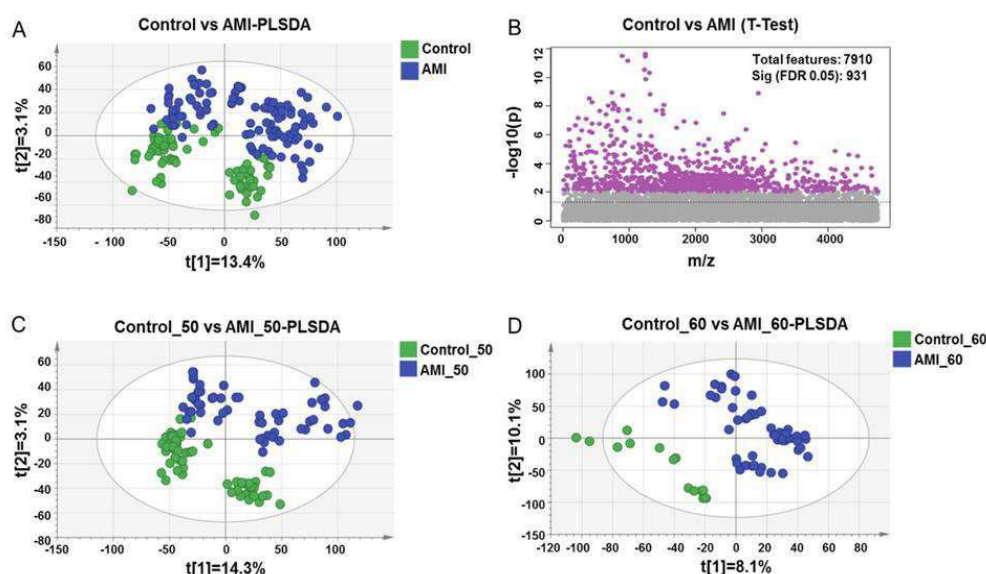 A
Control vs AMI-PLSDA
Control
AMI
60
40
20
0
-20
-40
-60
-80
t[2]=3.1%
-150
- 100
-50
0
50
100
t[1]=13.4%
B
Control vs AMI (T-Test)
Total features: 7910
Sig (FDR 0.05): 931
12
10
8
6
4
2
0
-log10(p)
0
1000
2000
3000
4000
m/z
C
Control_50 vs AMI_50-PLSDA
Control_50
AMI_50
60
40
20
0
-20
-40
-60
-80
t[2]=3.1%
-150
-100
-50
0
50
100
t[1]=14.3%
D
Control_60 vs AMI_60-PLSDA
Control_60
AMI_60
100
50
0
-50
-100
-150
t[2]=10.1%
-120
-100
-80
-60
-40
-20
0
20
40
60
80
t[1]=8.1%